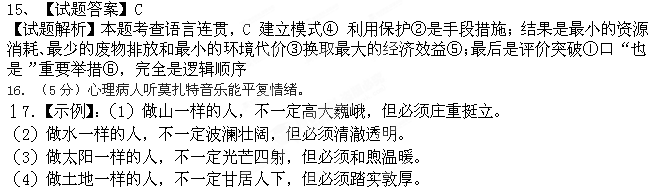 15、【试题答案】C
【试题解析】本题考查语言连贯，C 建立模式④ 利用保护②是手段措施；结果是最小的资源
消耗、最少的废物排放和最小的环境代价③换取最大的经济效益⑤；最后是评价突破①口“也
是 ”重要举措⑥，完全是逻辑顺序
16. （5分）心理病人听莫扎特音乐能平复情绪。
17.【示例】：（1）做山一样的人，不一定高大巍峨，但必须庄重挺立。
（2）做水一样的人，不一定波澜壮阔，但必须清澈透明。
（3）做太阳一样的人，不一定光芒四射，但必须和煦温暖。
（4）做土地一样的人，不一定甘居人下，但必须踏实敦厚。